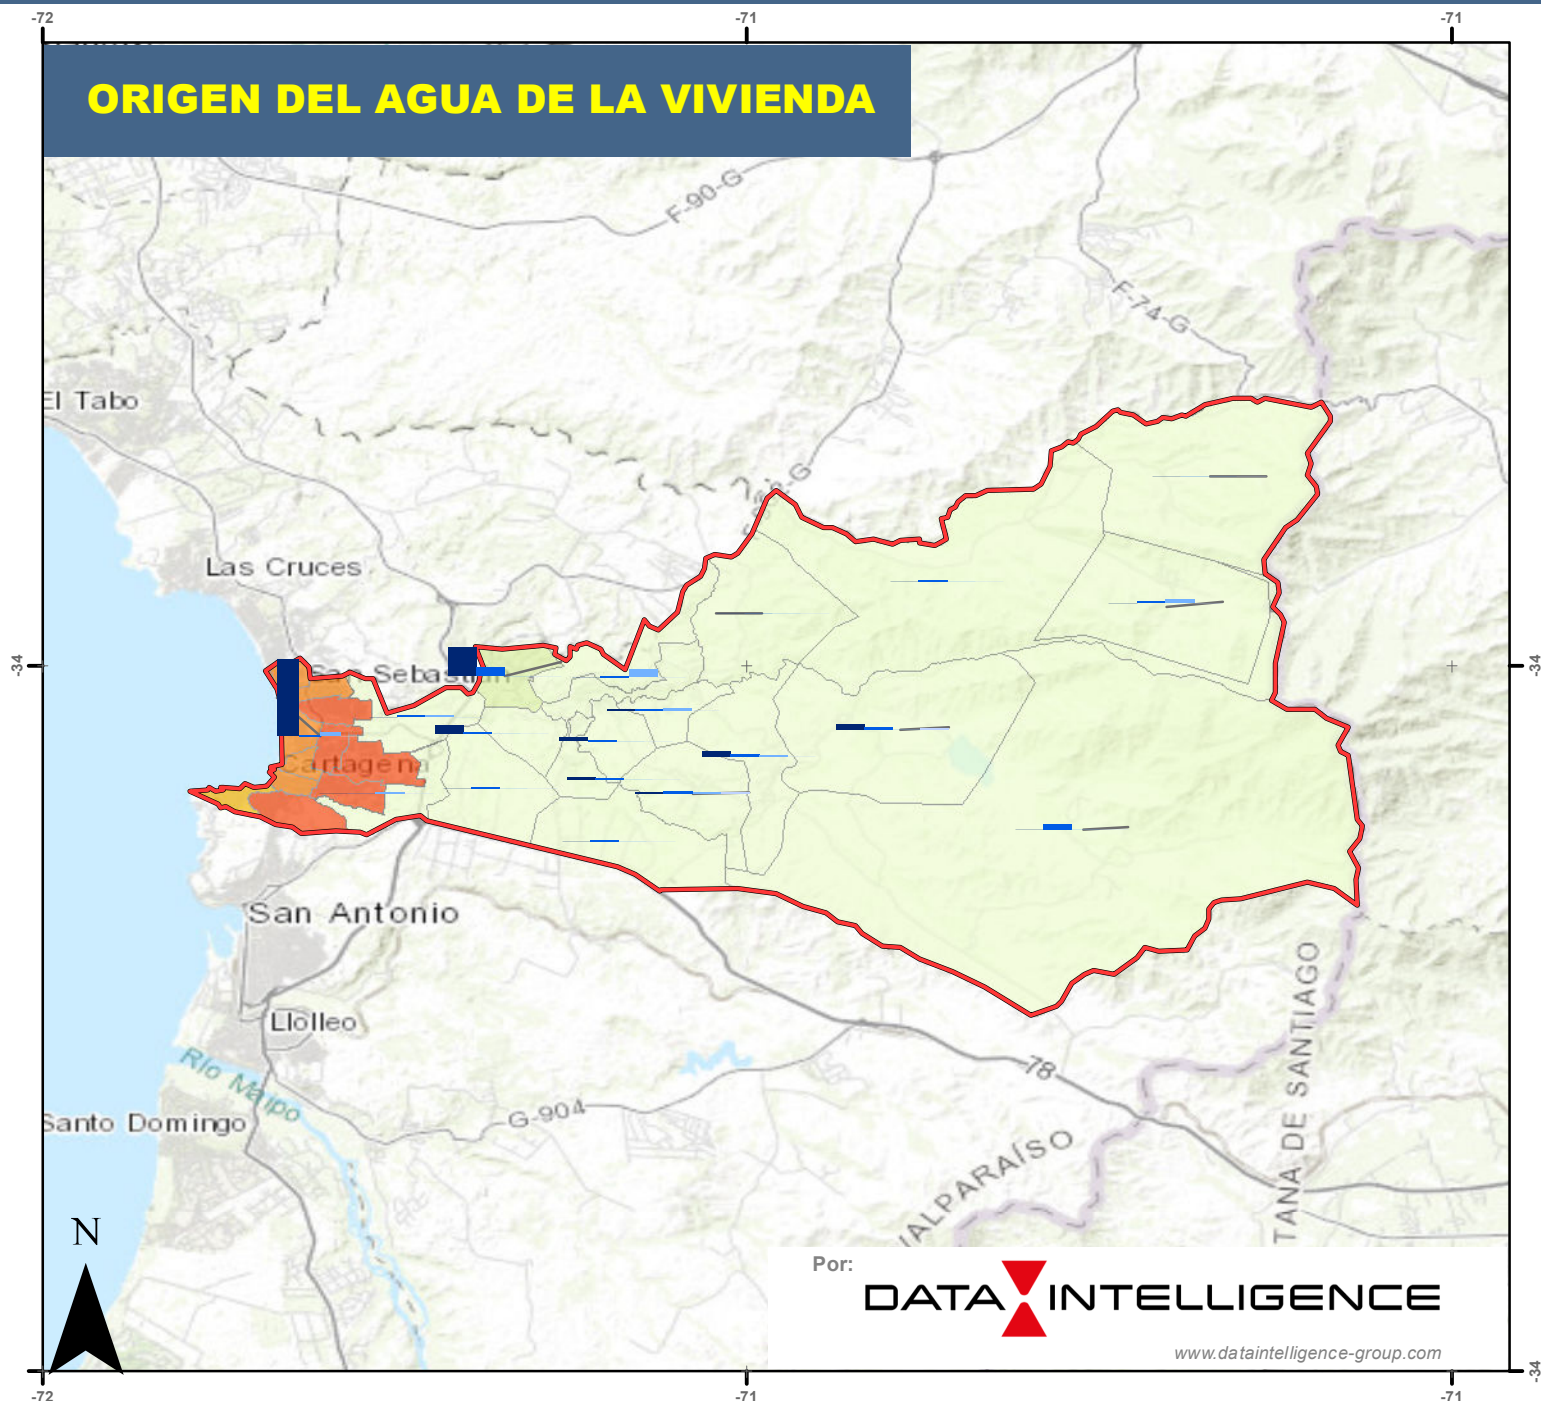 -72
-71
-71
ORIGEN DEL AGUA DE LA VIVIENDA
F-90-G
F-74-G
El Tabo
Las Cruces
-34
-34
San Sebastián
Cartagena
San Antonio
Llolleo
Río Maipo
78
G-904
Santo Domingo
VALPARAÍSO
TANA DE SANTIAGO
N
Por:
DATA INTELLIGENCE
www.dataintelligence-group.com
-34
-72
-71
-71